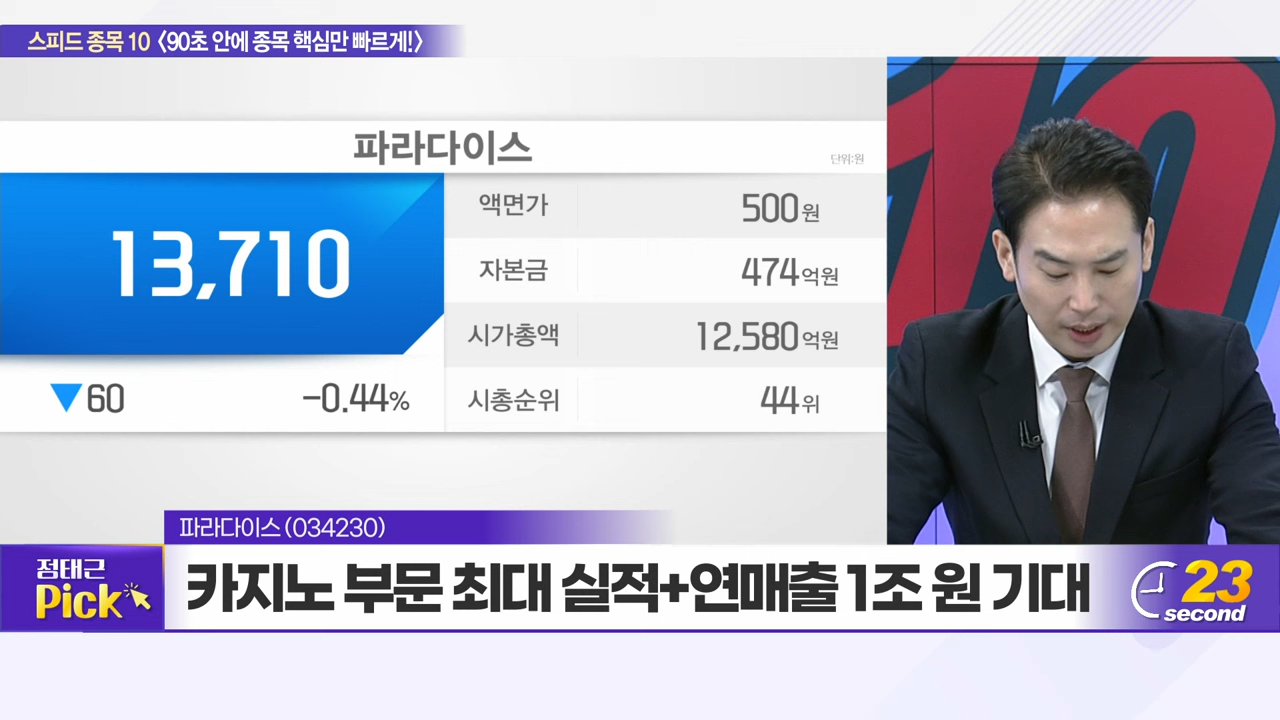 스피드 종목 10 〈90초 안에 종목 핵심만 빠르게!〉
파라다이스
단위:원
13,710
▼60 -0.44%
액면가 500원
자본금 474억원
시가총액 12,580억원
시총순위 44위
10
파라다이스(034230)
정태근
Pick
카지노 부문 최대 실적+연매출 1조 원 기대
23
second